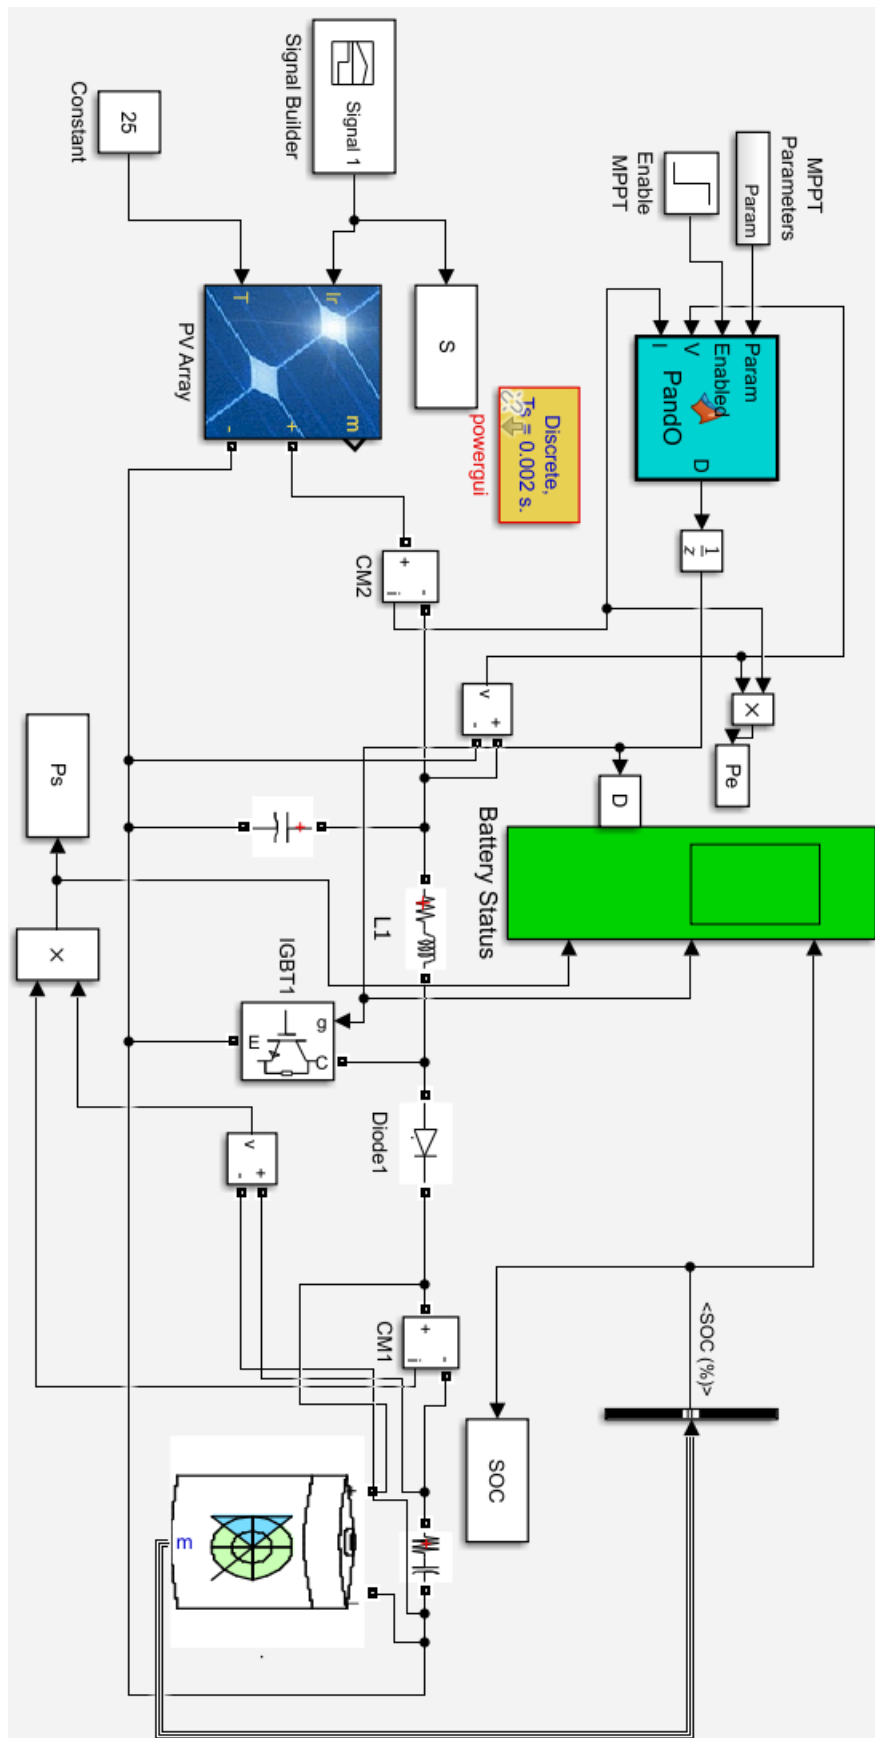 MPPT
Parameters
Param
Enable
MPPT
Param
Enabled
V
I
PandO
D
1
z
X
Pe
D
Signal 1
Signal Builder
S
25
Constant
Ir
T
m
+
-
PV Array
Discrete,
Ts = 0.002 s.
powergui
+
-
i
CM2
v
+
-
Battery Status
+
L1
Ps
X
g
C
E
IGBT1
Diode1
v
+
-
+
-
i
CM1
<SOC (%)>
SOC
+
m
+
-